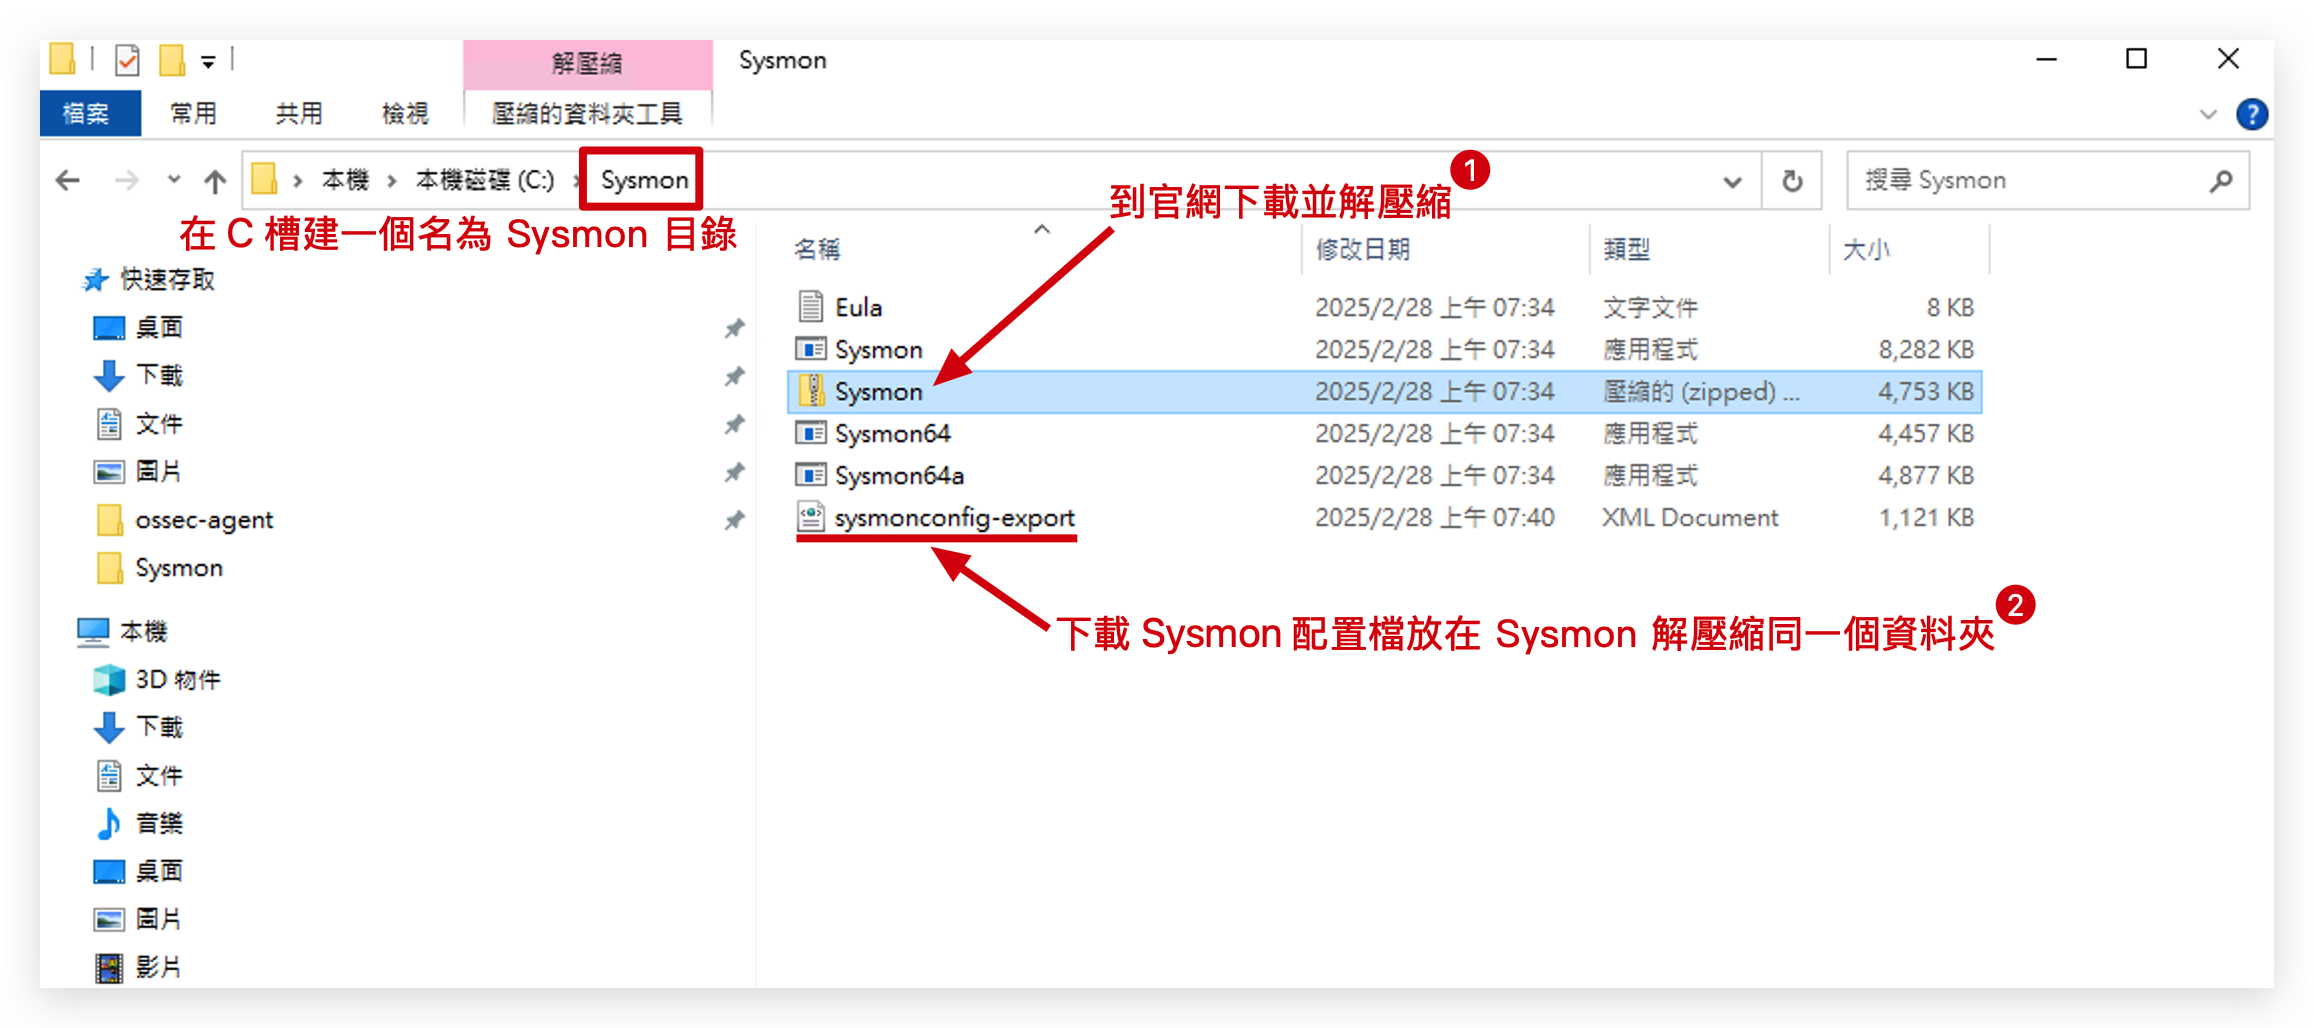 解壓縮 Sysmon
檔案 常用 共用 檢視 壓縮的資料夾工具
本機 本機磁碟 (C:) Sysmon 搜尋 Sysmon
到官網下載並解壓縮 1
在 C 槽建一個名為 Sysmon 目錄
名稱 修改日期 類型 大小
Eula 2025/2/28 上午 07:34 文字文件 8 KB
Sysmon 2025/2/28 上午 07:34 應用程式 8,282 KB
Sysmon 2025/2/28 上午 07:34 壓縮的 (zipped) ... 4,753 KB
Sysmon64 2025/2/28 上午 07:34 應用程式 4,457 KB
Sysmon64a 2025/2/28 上午 07:34 應用程式 4,877 KB
sysmonconfig-export 2025/2/28 上午 07:40 XML Document 1,121 KB
下載 Sysmon 配置檔放在 Sysmon 解壓縮同一個資料夾 2
快速存取
桌面
下載
文件
圖片
ossec-agent
Sysmon
本機
3D 物件
下載
文件
音樂
桌面
圖片
影片